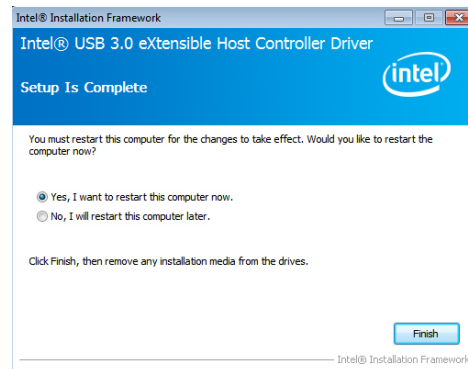 Intel® Installation Framework
Intel® USB 3.0 eXtensible Host Controller Driver
intel
Setup Is Complete
You must restart this computer for the changes to take effect. Would you like to restart the
computer now?
Yes, I want to restart this computer now.
No, I will restart this computer later.
Click Finish, then remove any installation media from the drives.
Finish
Intel® Installation Framework